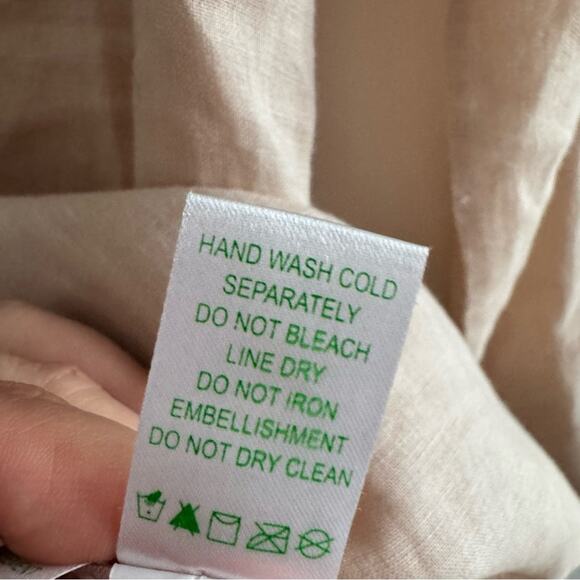 HAND WASH COLD
SEPARATELY
DO NOT BLEACH
LINE DRY
DO NOT IRON
EMBELLISHMENT
DO NOT DRY CLEAN